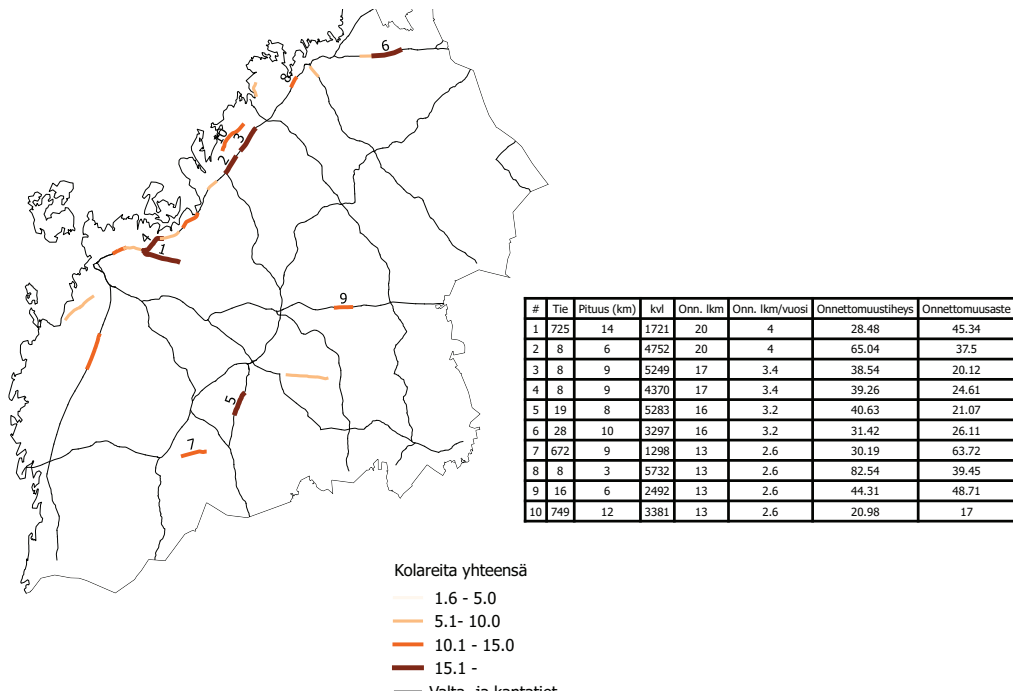 6
8
10
3
2
4
1
9
5
7
# Tie Pituus (km) kvl Onn. lkm Onn. lkm/vuosi Onnettomuustiheys Onnettomuusaste
1 725 14 1721 20 4 28.48 45.34
2 8 6 4752 20 4 65.04 37.5
3 8 9 5249 17 3.4 38.54 20.12
4 8 9 4370 17 3.4 39.26 24.61
5 19 8 5283 16 3.2 40.63 21.07
6 28 10 3297 16 3.2 31.42 26.11
7 672 9 1298 13 2.6 30.19 63.72
8 8 3 5732 13 2.6 82.54 39.45
9 16 6 2492 13 2.6 44.31 48.71
10 749 12 3381 13 2.6 20.98 17
Kolareita yhteensä
1.6 - 5.0
5.1- 10.0
10.1 - 15.0
15.1 -
Valta- ja kantatiet